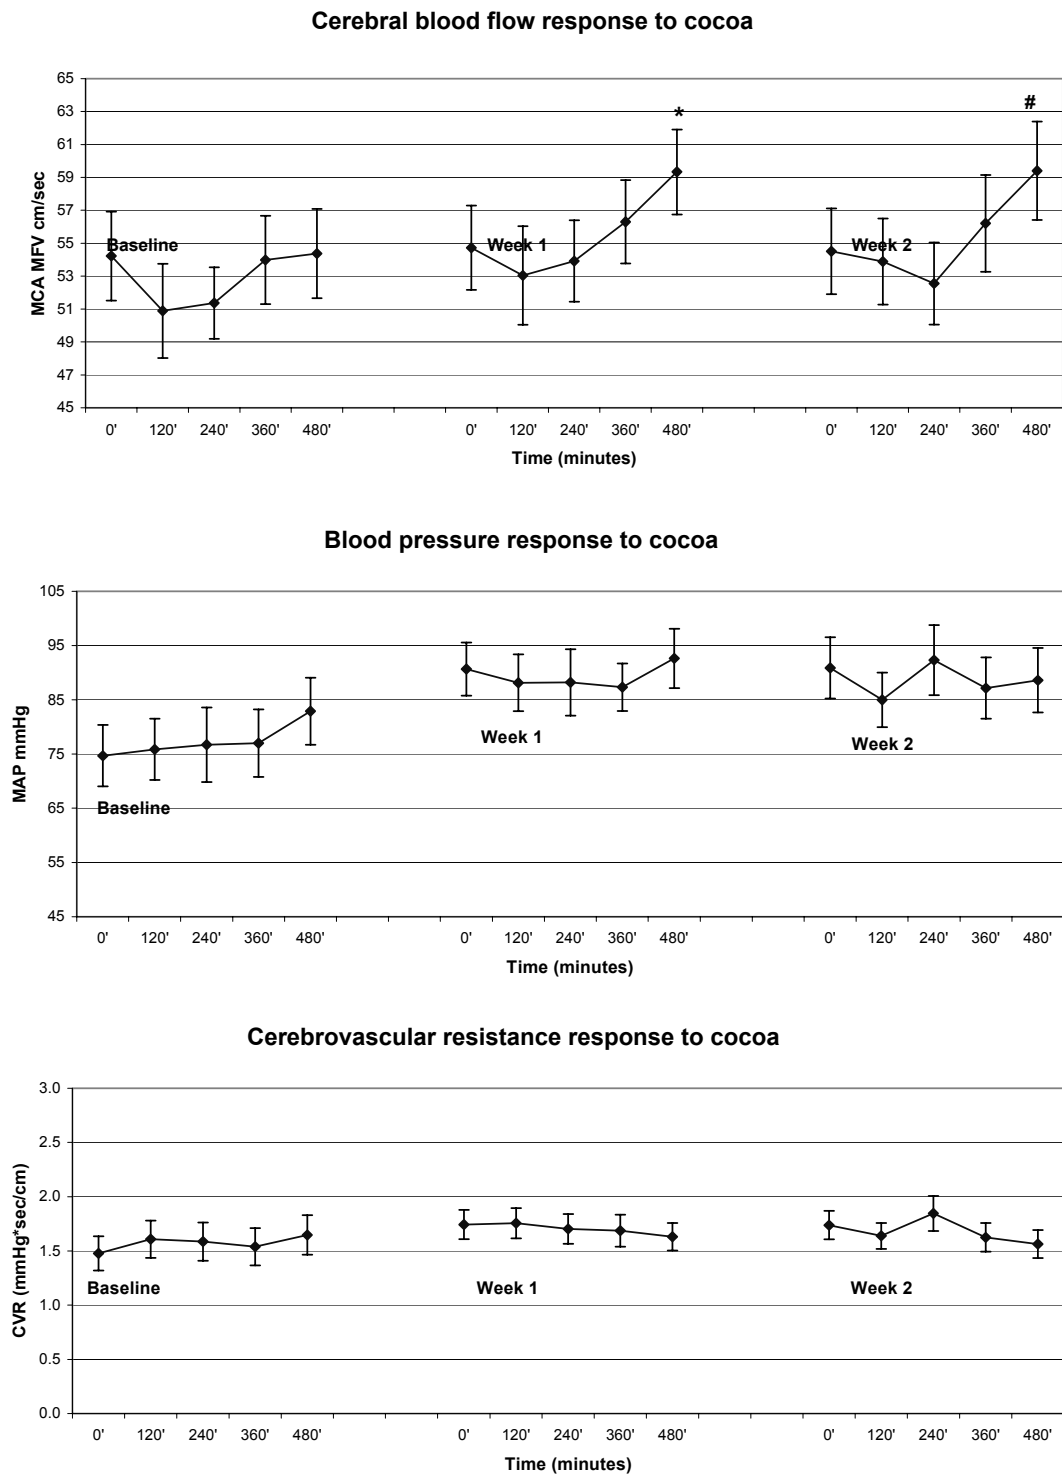 Cerebral blood flow response to cocoa
65
63
61
59
57
55
53
51
49
47
45
MCA MFV cm/sec
*
#
Baseline
Week 1
Week 2
0' 120' 240' 360' 480' 0' 120' 240' 360' 480' 0' 120' 240' 360' 480'
Time (minutes)
Blood pressure response to cocoa
105
95
85
75
65
55
45
MAP mmHg
Baseline
Week 1
Week 2
0' 120' 240' 360' 480' 0' 120' 240' 360' 480' 0' 120' 240' 360' 480'
Time (minutes)
Cerebrovascular resistance response to cocoa
3.0
2.5
2.0
1.5
1.0
0.5
0.0
CVR (mmHg*sec/cm)
Baseline
Week 1
Week 2
0' 120' 240' 360' 480' 0' 120' 240' 360' 480' 0' 120' 240' 360' 480'
Time (minutes)